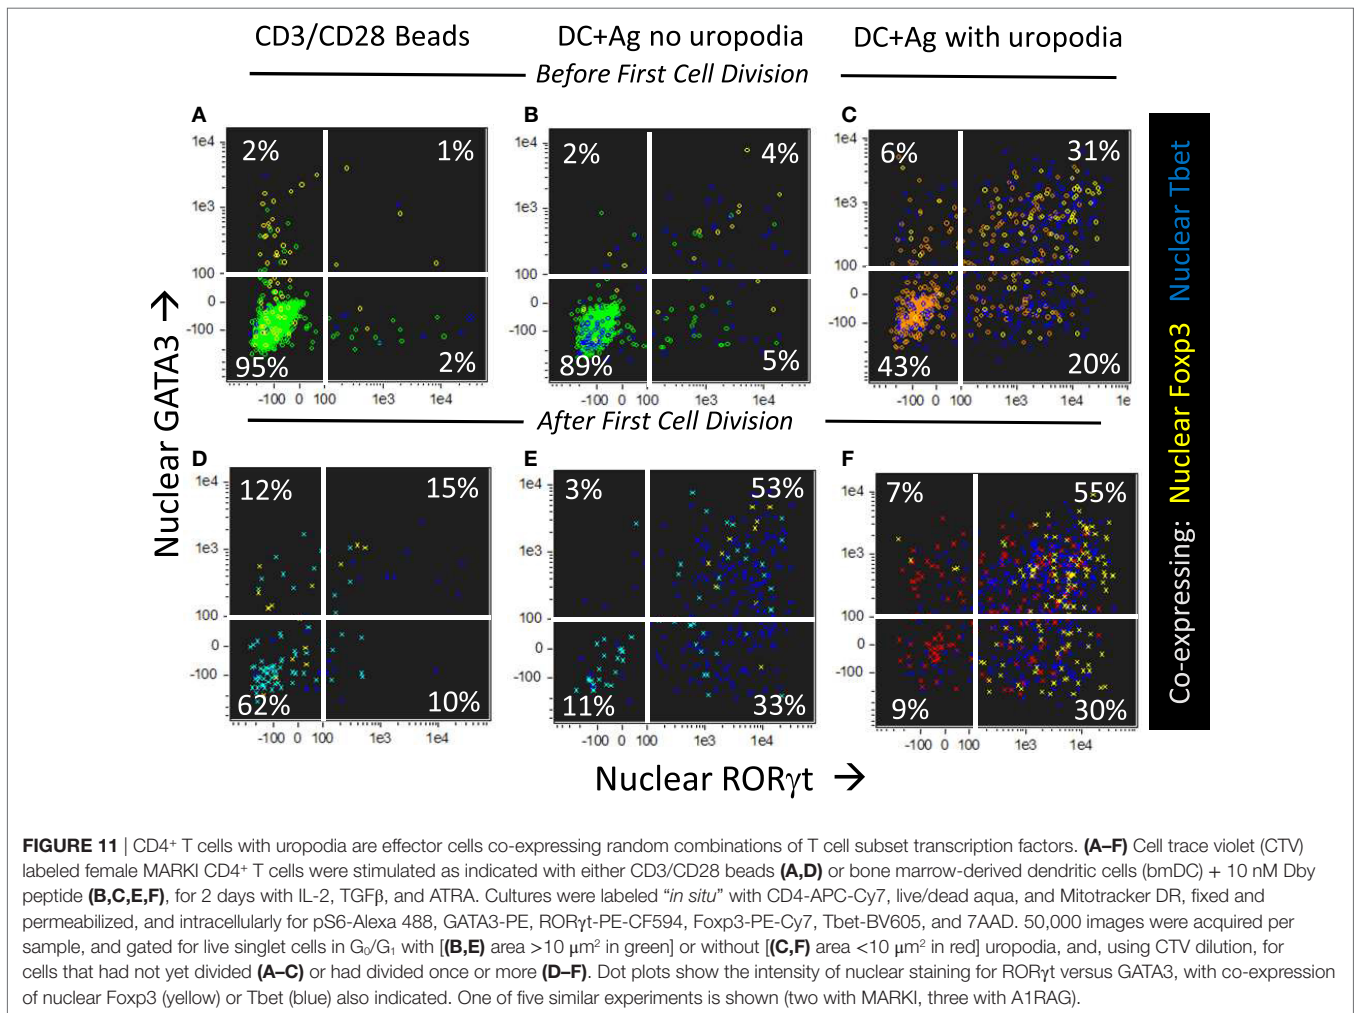 CD3/CD28 Beads
DC+Ag no uropodia
DC+Ag with uropodia
Before First Cell Division
A
B
C
1e4
1e3
100
0
-100
2%
1%
95%
2%
-100 0 100 1e3 1e4
1e4
1e3
100
0
-100
2%
4%
89%
5%
-100 0 100 1e3 1e4
1e4
1e3
100
0
-100
6%
31%
43%
20%
-100 0 100 1e3 1e4 1e
After First Cell Division
D
E
F
1e4
1e3
100
0
-100
12%
15%
62%
10%
-100 0 100 1e3 1e4
1e4
1e3
100
0
-100
3%
53%
11%
33%
-100 0 100 1e3 1e4
1e4
1e3
100
0
-100
7%
55%
9%
30%
-100 0 100 1e3 1e4
Nuclear GATA3 →
Nuclear RORγt →
Co-expressing: Nuclear Foxp3 Nuclear Tbet
FIGURE 11 | CD4⁺ T cells with uropodia are effector cells co-expressing random combinations of T cell subset transcription factors. (A–F) Cell trace violet (CTV)
labeled female MARKI CD4⁺ T cells were stimulated as indicated with either CD3/CD28 beads (A,D) or bone marrow-derived dendritic cells (bmDC) + 10 nM Dby
peptide (B,C,E,F), for 2 days with IL-2, TGFβ, and ATRA. Cultures were labeled “in situ” with CD4-APC-Cy7, live/dead aqua, and Mitotracker DR, fixed and
permeabilized, and intracellularly for pS6-Alexa 488, GATA3-PE, RORγt-PE-CF594, Foxp3-PE-Cy7, Tbet-BV605, and 7AAD. 50,000 images were acquired per
sample, and gated for live singlet cells in G₀/G₁ with [(B,E) area >10 μm² in green] or without [(C,F) area <10 μm² in red] uropodia, and, using CTV dilution, for
cells that had not yet divided (A–C) or had divided once or more (D–F). Dot plots show the intensity of nuclear staining for RORγt versus GATA3, with co-expression
of nuclear Foxp3 (yellow) or Tbet (blue) also indicated. One of five similar experiments is shown (two with MARKI, three with A1RAG).